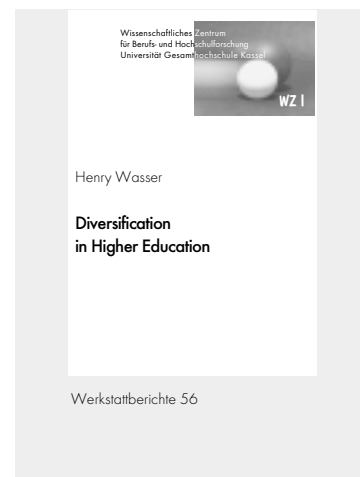 Wissenschaftliches Zentrum
für Berufs- und Hochschulforschung
Universität Gesamthochschule Kassel
WZ I
Henry Wasser
Diversification
in Higher Education
Werkstattberichte 56